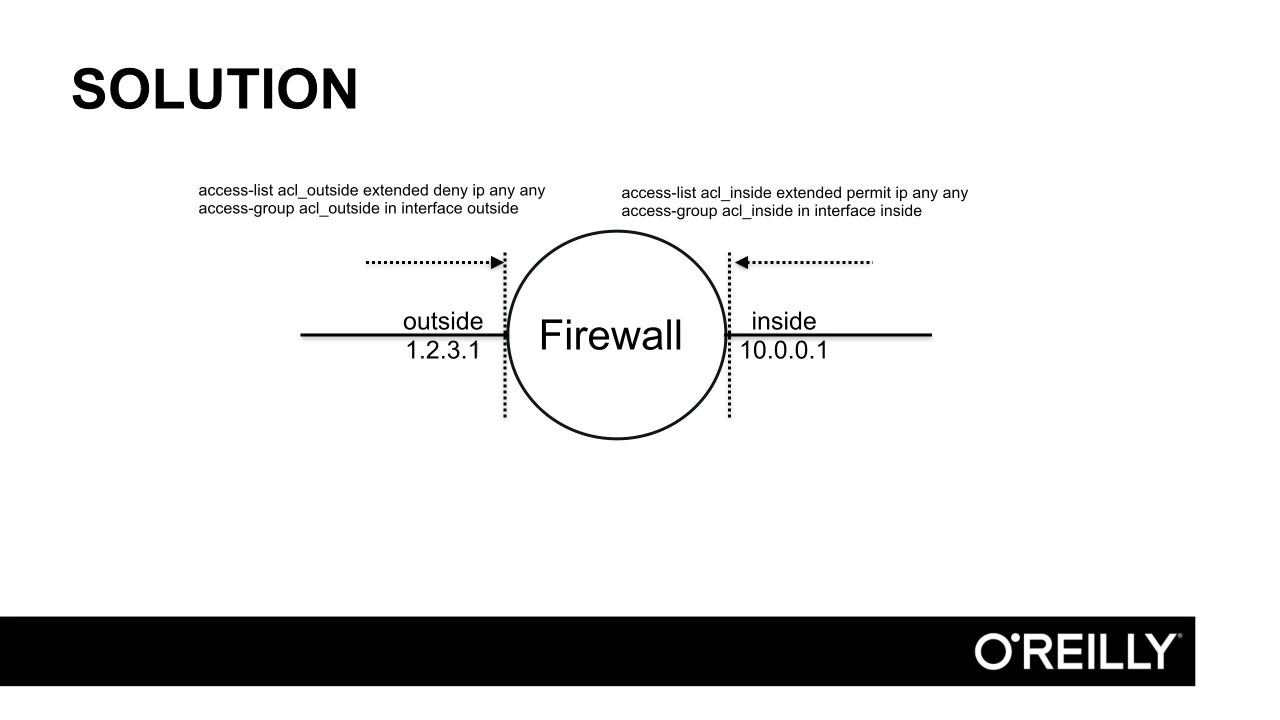 SOLUTION
access-list acl_outside extended deny ip any any
access-group acl_outside in interface outside
access-list acl_inside extended permit ip any any
access-group acl_inside in interface inside
outside
1.2.3.1
Firewall
inside
10.0.0.1
O'REILLY®